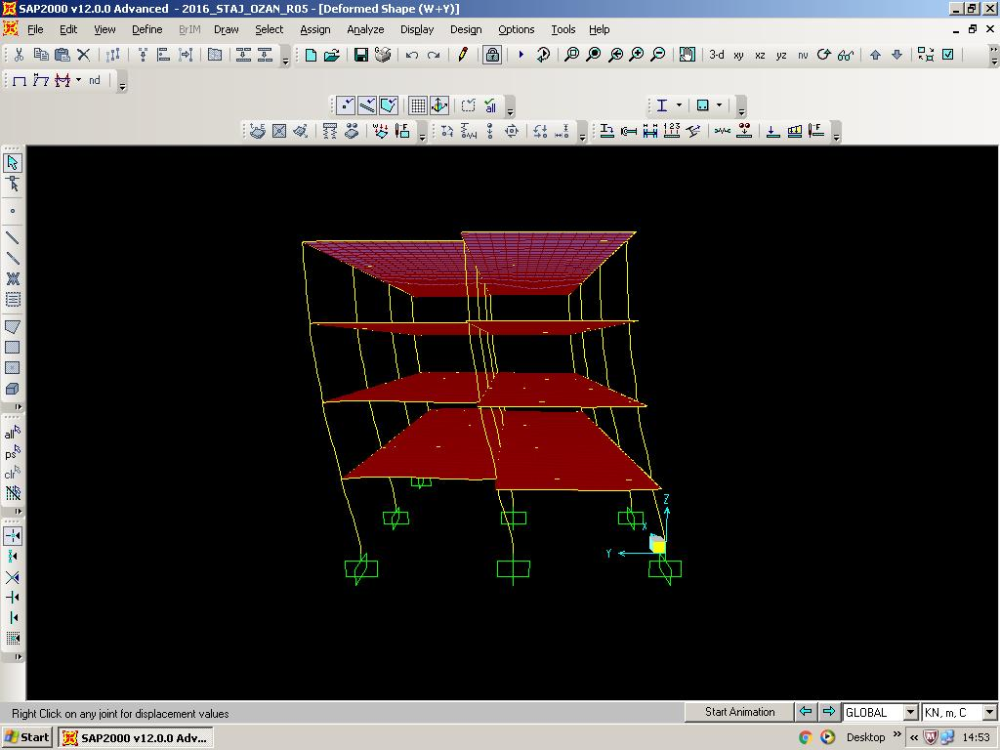 SAP2000 v12.0.0 Advanced - 2016_STAJ_OZAN_R05 - [Deformed Shape (W+Y)]
File Edit View Define BrIM Draw Select Assign Analyze Display Design Options Tools Help
3-d xy xz yz nv
nd
all
all
ps
clr
Z
X
Y
Right Click on any joint for displacement values
Start Animation
GLOBAL
KN, m, C
Start
SAP2000 v12.0.0 Adv...
Desktop
14:53